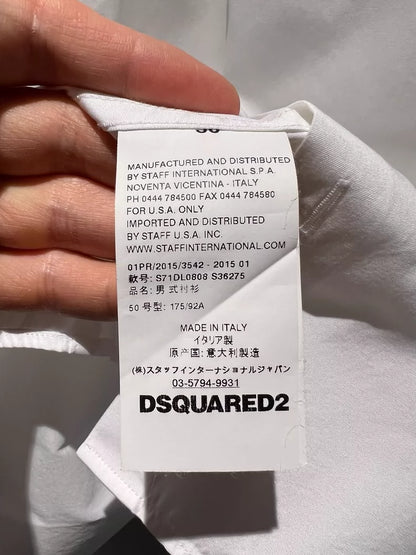 MANUFACTURED AND DISTRIBUTED
BY STAFF INTERNATIONAL S.P.A.
NOVENTA VICENTINA - ITALY
PH 0444 784500 FAX 0444 784580
FOR U.S.A. ONLY
IMPORTED AND DISTRIBUTED
BY STAFF U.S.A. INC.
WWW.STAFFINTERNATIONAL.COM
01PR/2015/3542 - 2015 01
款号: S71DL0808 S36275
品名: 男式衬衫
50 号型: 175/92A
MADE IN ITALY
イタリア製
原产国: 意大利製造
(株)スタッフインターナショナルジャパン
03-5794-9931
DSQUARED2